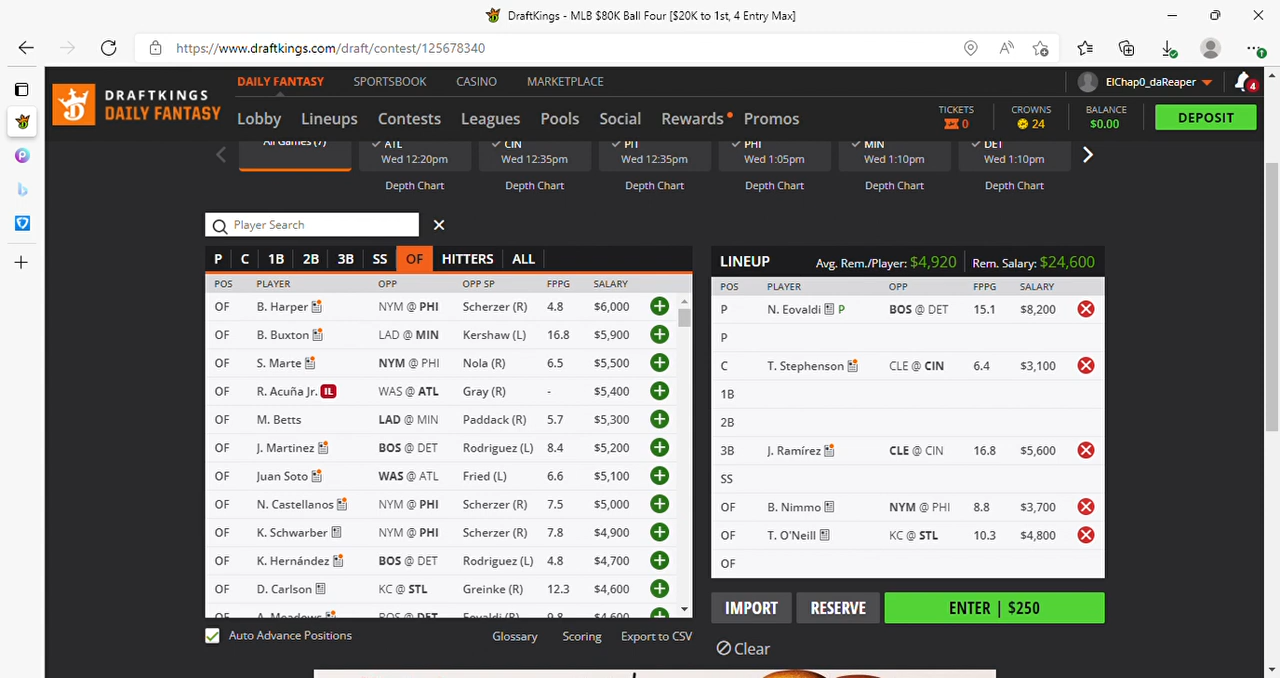 DraftKings - MLB $80K Ball Four [$20K to 1st, 4 Entry Max]
https://www.draftkings.com/draft/contest/125678340
DAILY FANTASY SPORTSBOOK CASINO MARKETPLACE ElChap0_daReaper 4
DRAFTKINGS
DAILY FANTASY
Lobby Lineups Contests Leagues Pools Social Rewards Promos
TICKETS 0 CROWNS 24 BALANCE $0.00 DEPOSIT
All Games (7) ATL CIN PIT PHI MIN DET
Wed 12:20pm Wed 12:35pm Wed 12:35pm Wed 1:05pm Wed 1:10pm Wed 1:10pm
Depth Chart Depth Chart Depth Chart Depth Chart Depth Chart Depth Chart
Player Search
P C 1B 2B 3B SS OF HITTERS ALL
POS PLAYER OPP OPP SP FPPG SALARY
OF B. Harper NYM @ PHI Scherzer (R) 4.8 $6,000
OF B. Buxton LAD @ MIN Kershaw (L) 16.8 $5,900
OF S. Marte NYM @ PHI Nola (R) 6.5 $5,500
OF R. Acuña Jr. IL WAS @ ATL Gray (R) - $5,400
OF M. Betts LAD @ MIN Paddack (R) 5.7 $5,300
OF J. Martinez BOS @ DET Rodriguez (L) 8.4 $5,200
OF Juan Soto WAS @ ATL Fried (L) 6.6 $5,100
OF N. Castellanos NYM @ PHI Scherzer (R) 7.5 $5,000
OF K. Schwarber NYM @ PHI Scherzer (R) 7.8 $4,900
OF K. Hernández BOS @ DET Rodriguez (L) 4.8 $4,700
OF D. Carlson KC @ STL Greinke (R) 12.3 $4,600
OF A. Meadows BOS @ DET Eovaldi (R) 9.8 $4,600
Auto Advance Positions Glossary Scoring Export to CSV
LINEUP Avg. Rem./Player: $4,920 Rem. Salary: $24,600
POS PLAYER OPP FPPG SALARY
P N. Eovaldi P BOS @ DET 15.1 $8,200
P
C T. Stephenson CLE @ CIN 6.4 $3,100
1B
2B
3B J. Ramírez CLE @ CIN 16.8 $5,600
SS
OF B. Nimmo NYM @ PHI 8.8 $3,700
OF T. O'Neill KC @ STL 10.3 $4,800
OF
IMPORT RESERVE ENTER | $250
Clear